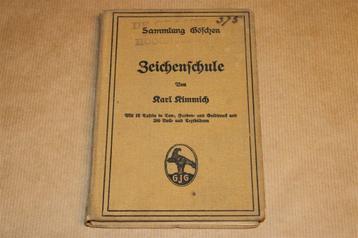 375
Sammlung Göschen
Zeichenschule
Von
Karl Kimmich
Mit 18 Tafeln in Ton-, Farben- und Golddruck und
200 Voll- und Textbildern
GJG